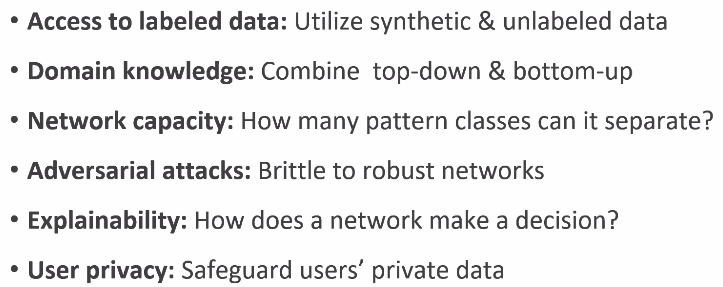 • Access to labeled data: Utilize synthetic & unlabeled data
• Domain knowledge: Combine top-down & bottom-up
• Network capacity: How many pattern classes can it separate?
• Adversarial attacks: Brittle to robust networks
• Explainability: How does a network make a decision?
• User privacy: Safeguard users’ private data